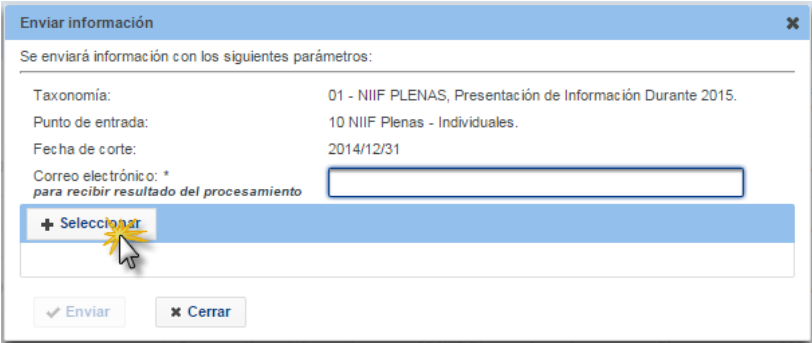 Enviar información
Se enviará información con los siguientes parámetros:
Taxonomía: 01 - NIIF PLENAS, Presentación de Información Durante 2015.
Punto de entrada: 10 NIIF Plenas - Individuales.
Fecha de corte: 2014/12/31
Correo electrónico: *
para recibir resultado del procesamiento
Seleccionar
Enviar Cerrar